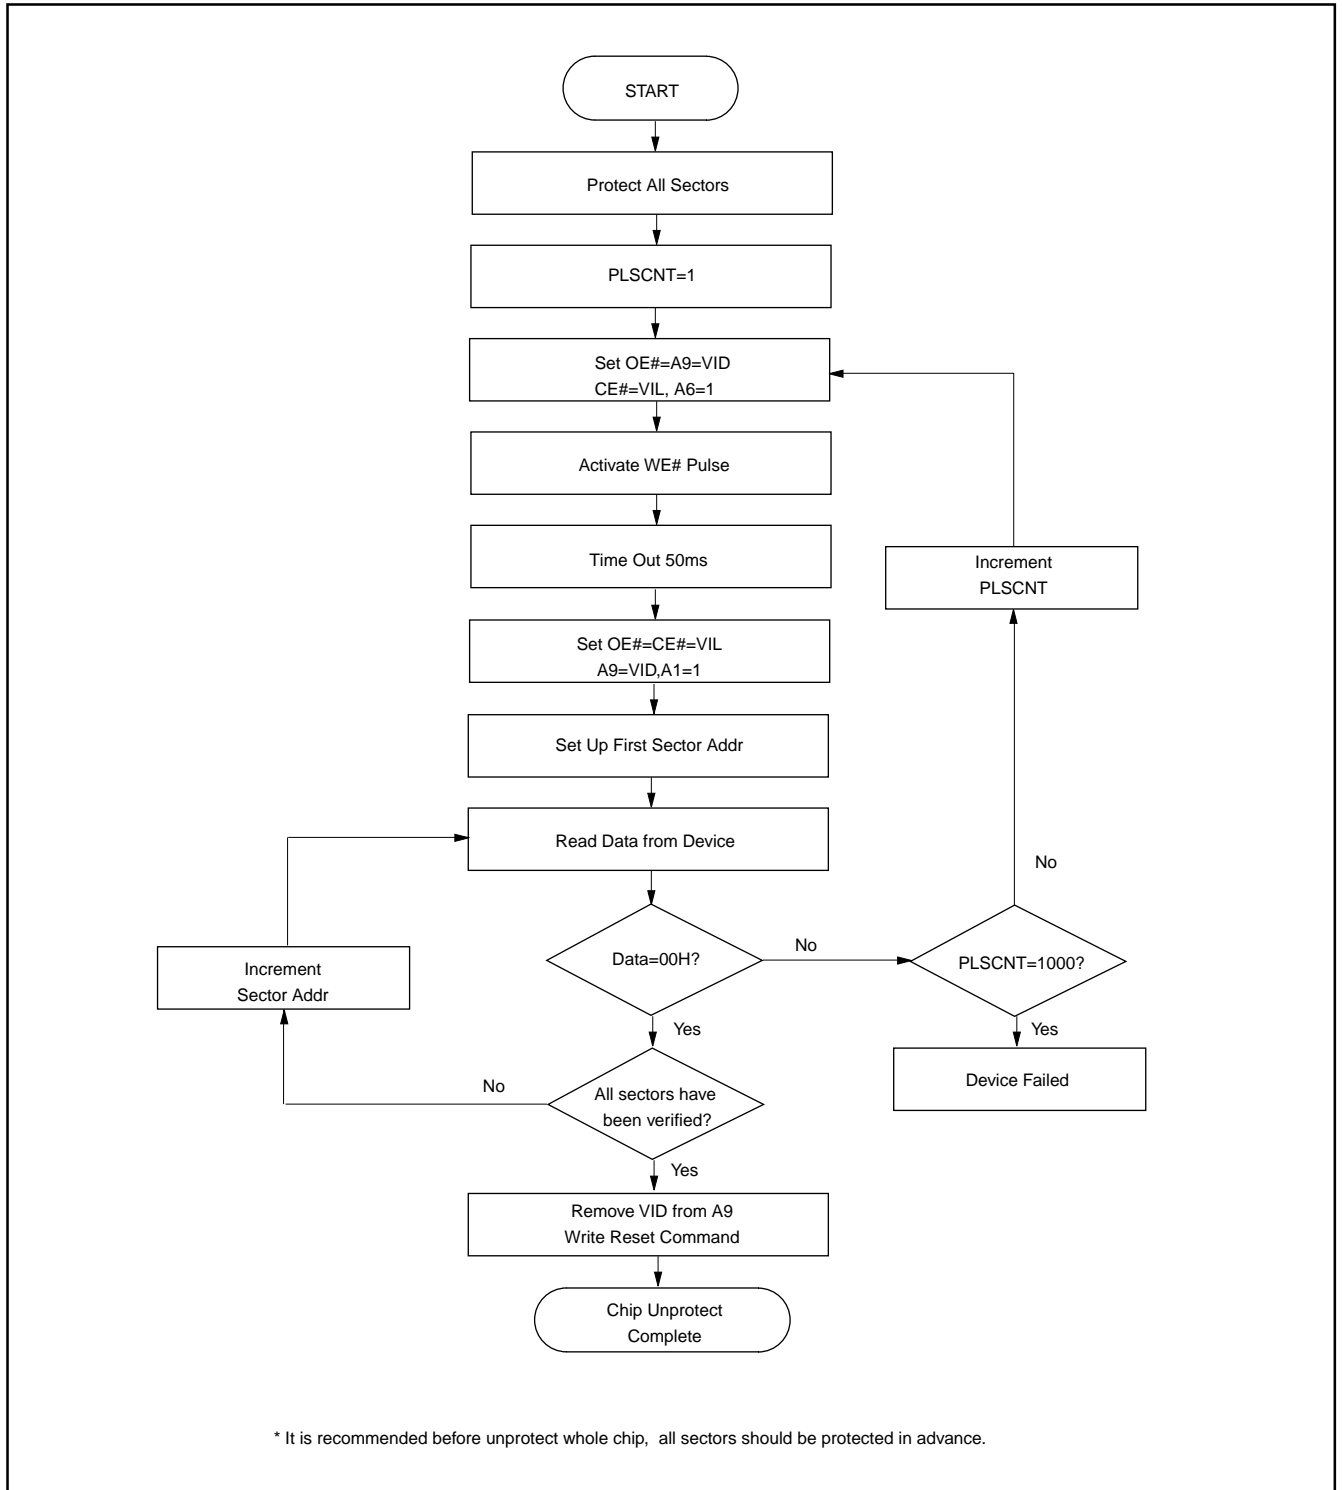 START
Protect All Sectors
PLSCNT=1
Set OE#=A9=VID
CE#=VIL, A6=1
Activate WE# Pulse
Time Out 50ms
Increment
PLSCNT
Set OE#=CE#=VIL
A9=VID,A1=1
Set Up First Sector Addr
Read Data from Device
No
Data=00H?
No
PLSCNT=1000?
Increment
Sector Addr
Yes
Yes
Device Failed
No
All sectors have
been verified?
Yes
Remove VID from A9
Write Reset Command
Chip Unprotect
Complete
* It is recommended before unprotect whole chip, all sectors should be protected in advance.